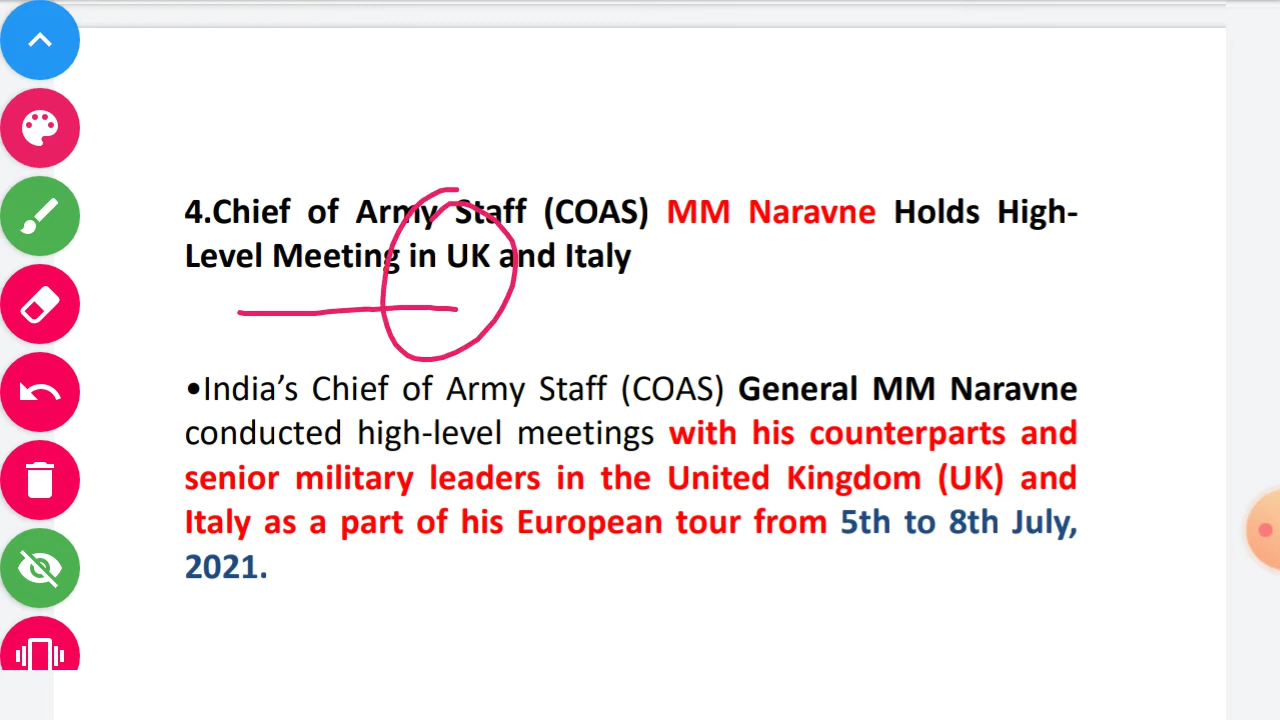 4.Chief of Army Staff (COAS) MM Naravne Holds High-
Level Meeting in UK and Italy
•India’s Chief of Army Staff (COAS) General MM Naravne
conducted high-level meetings with his counterparts and
senior military leaders in the United Kingdom (UK) and
Italy as a part of his European tour from 5th to 8th July,
2021.